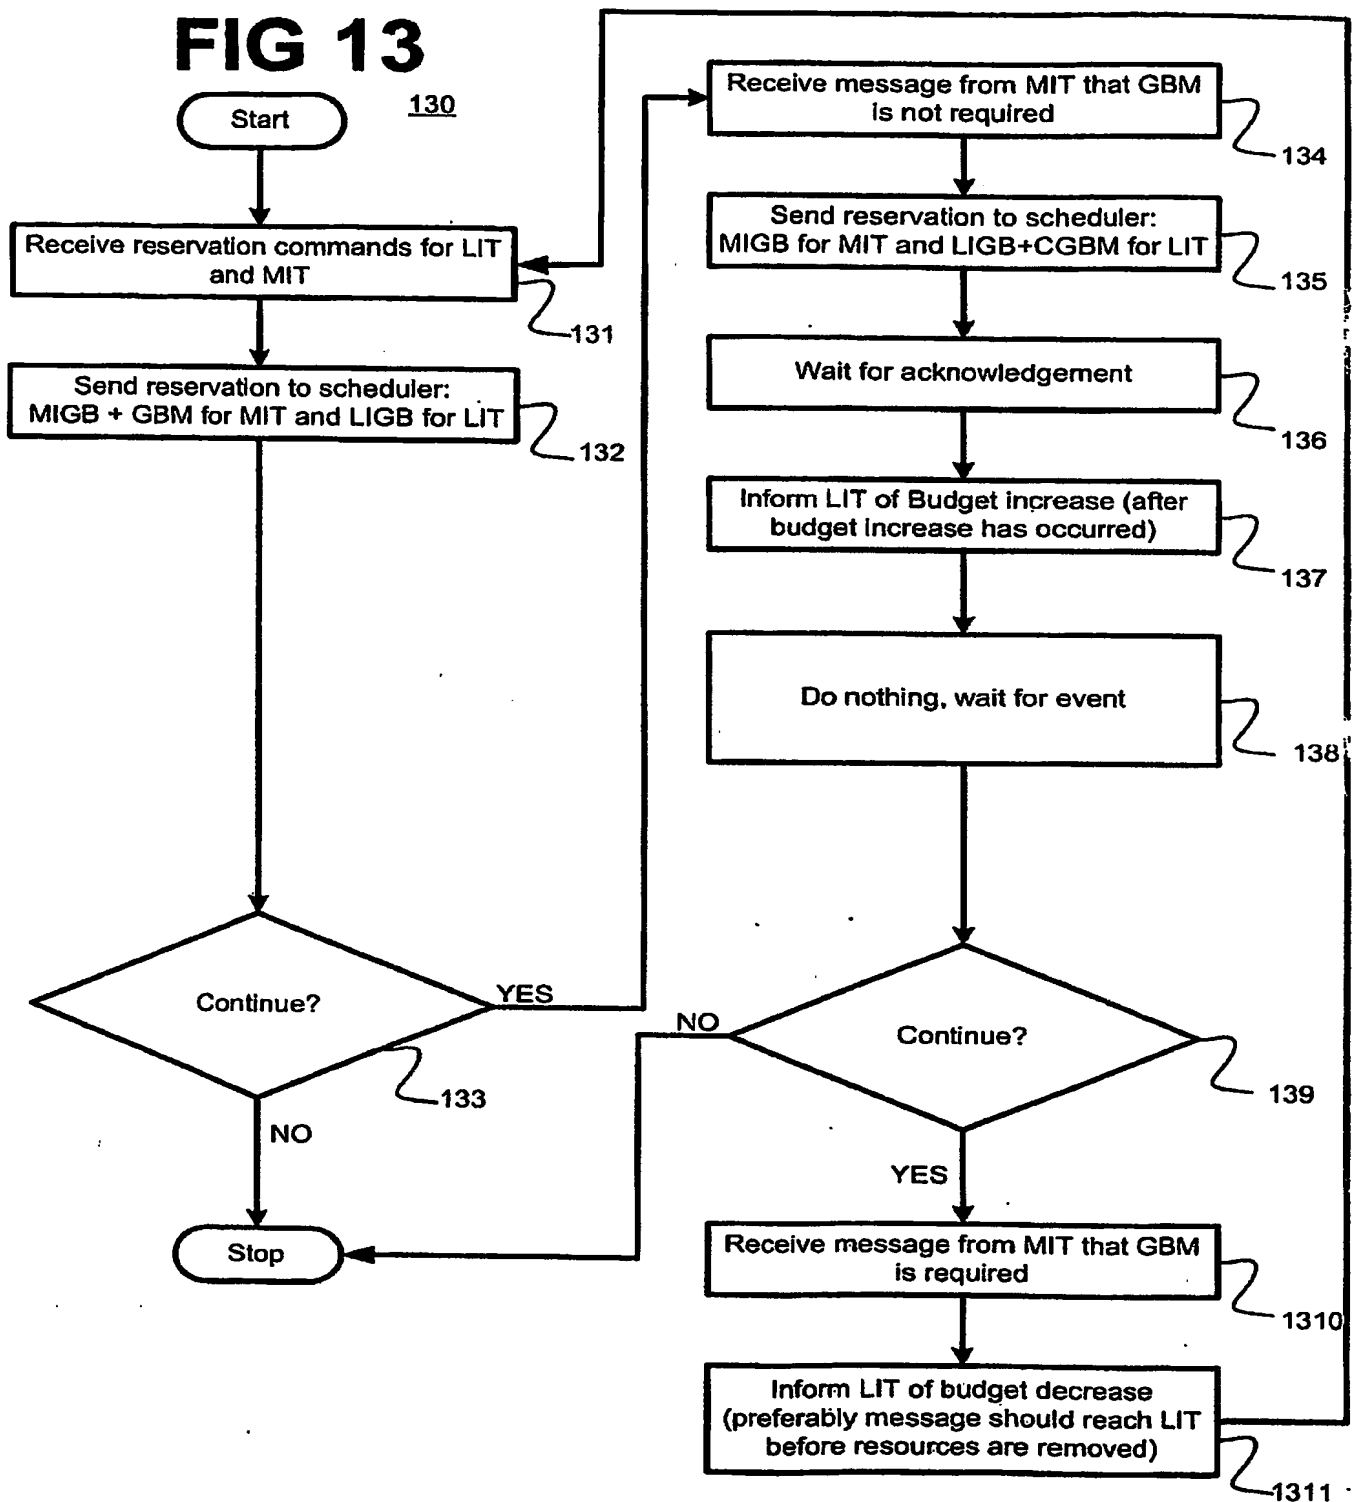 FIG 13
130
Start
Receive reservation commands for LIT
and MIT
131
Send reservation to scheduler:
MIGB + GBM for MIT and LIGB for LIT
132
Continue?
YES
133
NO
Stop
Receive message from MIT that GBM
is not required
134
Send reservation to scheduler:
MIGB for MIT and LIGB+CGBM for LIT
135
Wait for acknowledgement
136
Inform LIT of Budget increase (after
budget increase has occurred)
137
Do nothing, wait for event
138
NO
Continue?
139
YES
Receive message from MIT that GBM
is required
1310
Inform LIT of budget decrease
(preferably message should reach LIT
before resources are removed)
1311